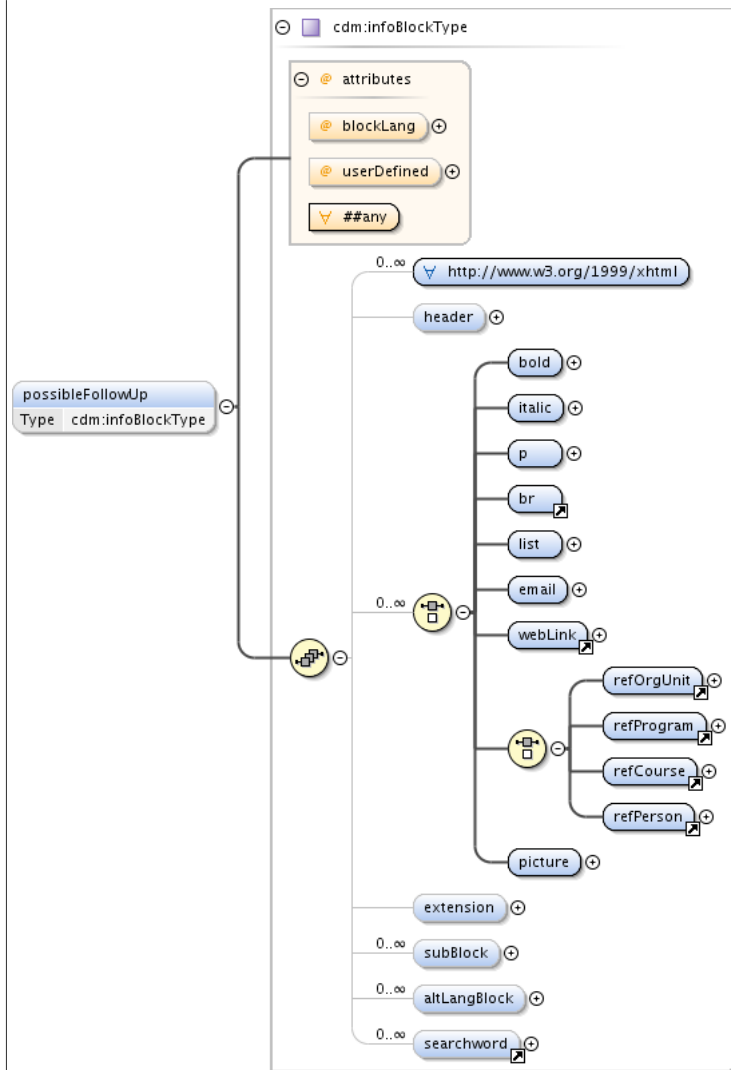 cdm:infoBlockType
@ attributes
@ blockLang
@ userDefined
∀ ##any
0..∞
∀ http://www.w3.org/1999/xhtml
header
bold
possibleFollowUp
Type cdm:infoBlockType
italic
p
br
list
0..∞
email
webLink
refOrgUnit
refProgram
refCourse
refPerson
picture
extension
0..∞
subBlock
0..∞
altLangBlock
0..∞
searchword